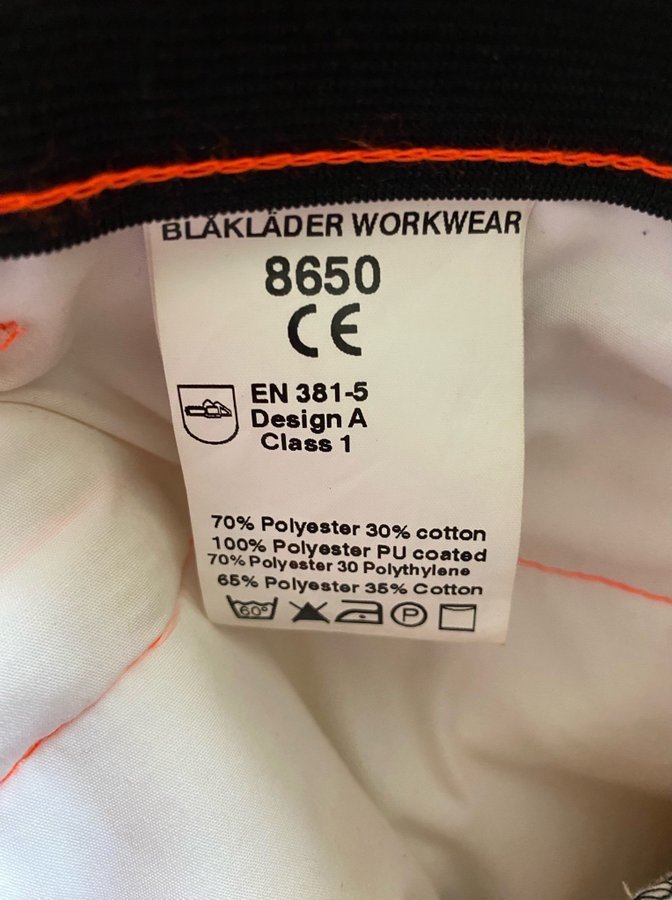 BLÅKLÄDER WORKWEAR
8650
CE
EN 381-5
Design A
Class 1
70% Polyester 30% cotton
100% Polyester PU coated
70% Polyester 30 Polythylene
65% Polyester 35% Cotton
60° P